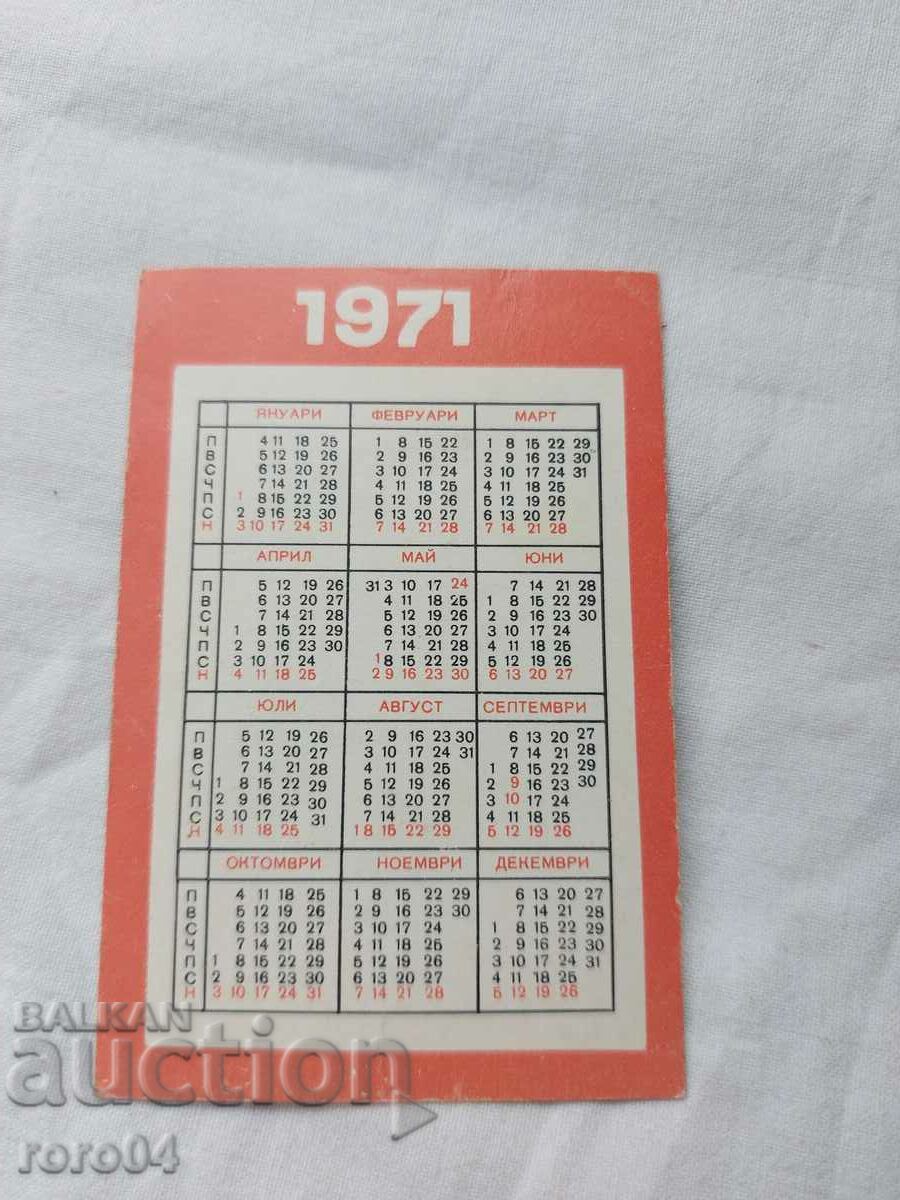 1971
ЯНУАРИ ФЕВРУАРИ МАРТ
П 4 11 18 25 1 8 15 22 1 8 15 22 29
В 5 12 19 26 2 9 16 23 2 9 16 23 30
С 6 13 20 27 3 10 17 24 3 10 17 24 31
Ч 7 14 21 28 4 11 18 25 4 11 18 25
П 1 8 15 22 29 5 12 19 26 5 12 19 26
С 2 9 16 23 30 6 13 20 27 6 13 20 27
Н 3 10 17 24 31 7 14 21 28 7 14 21 28
АПРИЛ МАЙ ЮНИ
П 5 12 19 26 31 3 10 17 24 7 14 21 28
В 6 13 20 27 4 11 18 25 1 8 15 22 29
С 7 14 21 28 5 12 19 26 2 9 16 23 30
Ч 1 8 15 22 29 6 13 20 27 3 10 17 24
П 2 9 16 23 30 7 14 21 28 4 11 18 25
С 3 10 17 24 1 8 15 22 29 5 12 19 26
Н 4 11 18 25 2 9 16 23 30 6 13 20 27
ЮЛИ АВГУСТ СЕПТЕМВРИ
П 5 12 19 26 2 9 16 23 30 6 13 20 27
В 6 13 20 27 3 10 17 24 31 7 14 21 28
С 7 14 21 28 4 11 18 25 1 8 15 22 29
Ч 1 8 15 22 29 5 12 19 26 2 9 16 23 30
П 2 9 16 23 30 6 13 20 27 3 10 17 24
С 3 10 17 24 31 7 14 21 28 4 11 18 25
Н 4 11 18 25 1 8 15 22 29 5 12 19 26
ОКТОМВРИ НОЕМВРИ ДЕКЕМВРИ
П 4 11 18 25 1 8 15 22 29 6 13 20 27
В 5 12 19 26 2 9 16 23 30 7 14 21 28
С 6 13 20 27 3 10 17 24 1 8 15 22 29
Ч 7 14 21 28 4 11 18 25 2 9 16 23 30
П 1 8 15 22 29 5 12 19 26 3 10 17 24 31
С 2 9 16 23 30 6 13 20 27 4 11 18 25
Н 3 10 17 24 31 7 14 21 28 5 12 19 26
BALKAN
auction
roro04